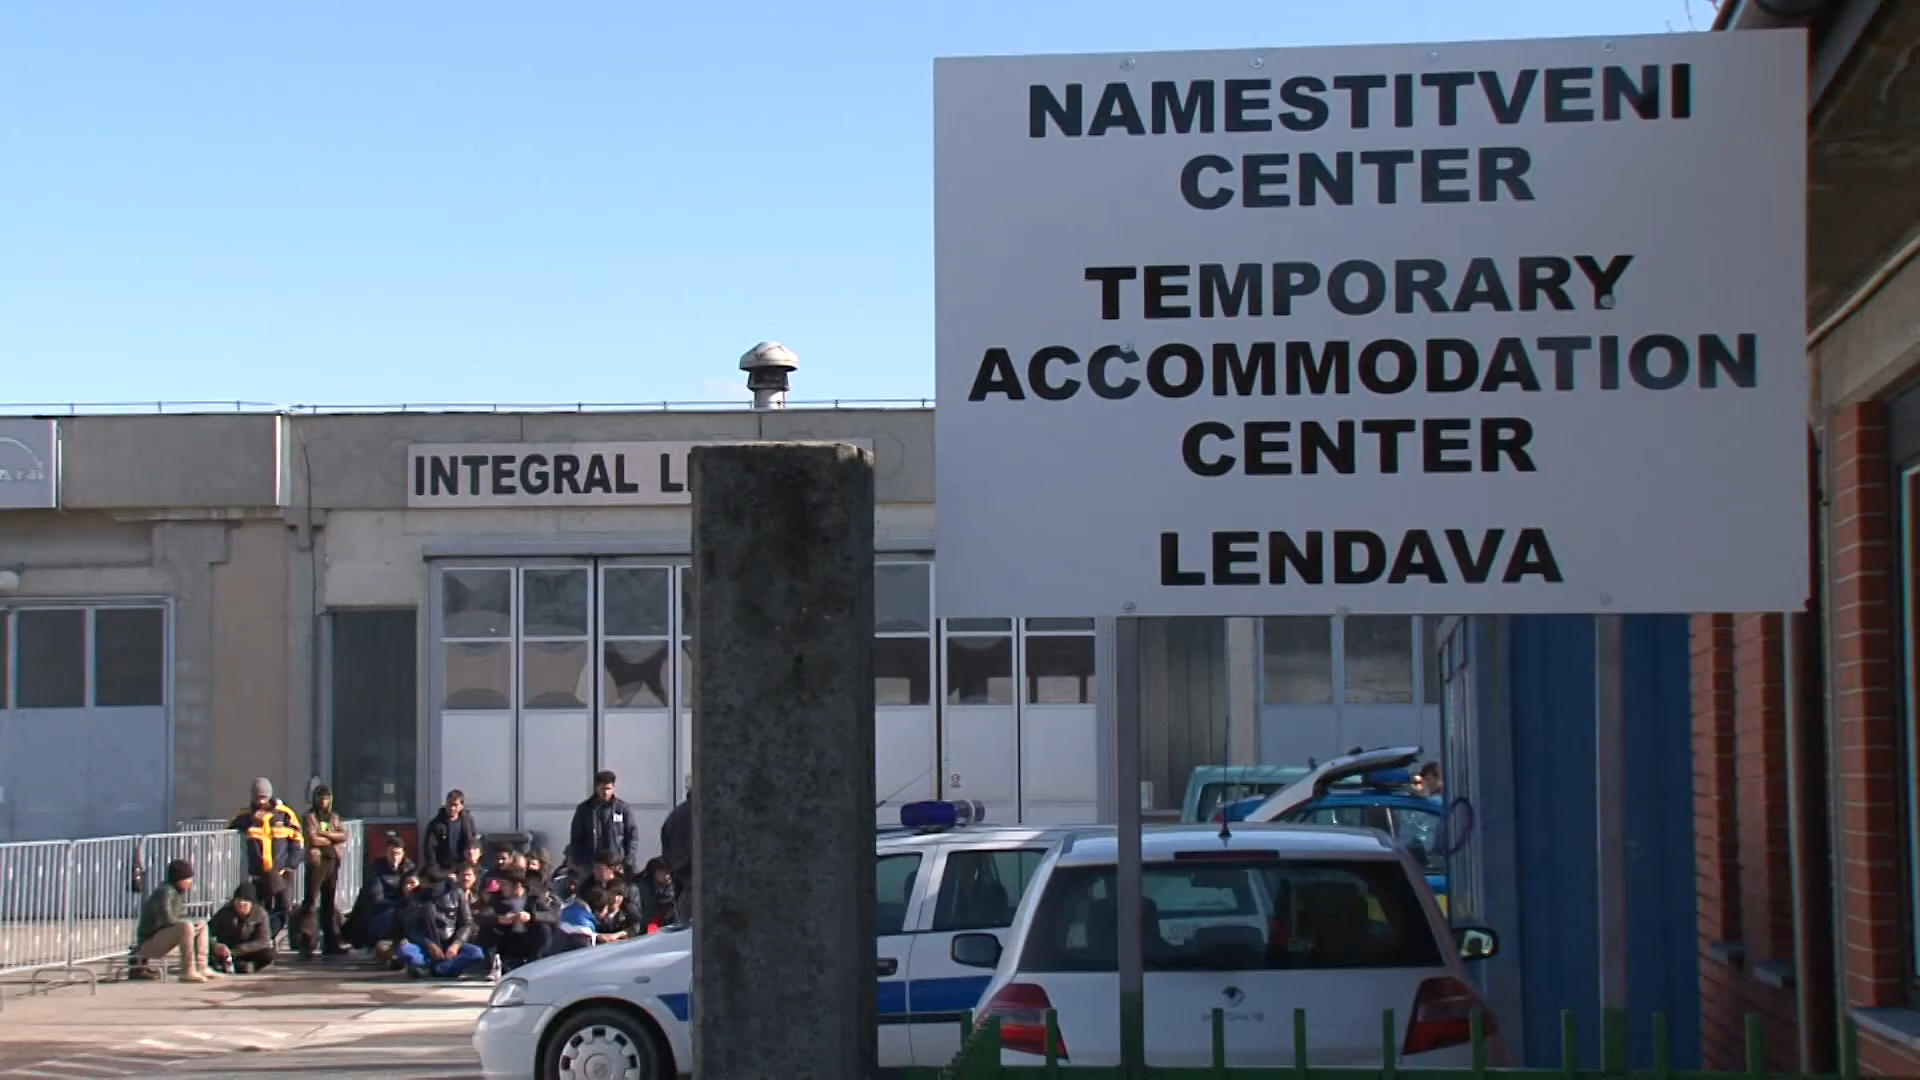 NAMESTITVENI
CENTER
TEMPORARY
ACCOMMODATION
CENTER
LENDAVA
INTEGRAL